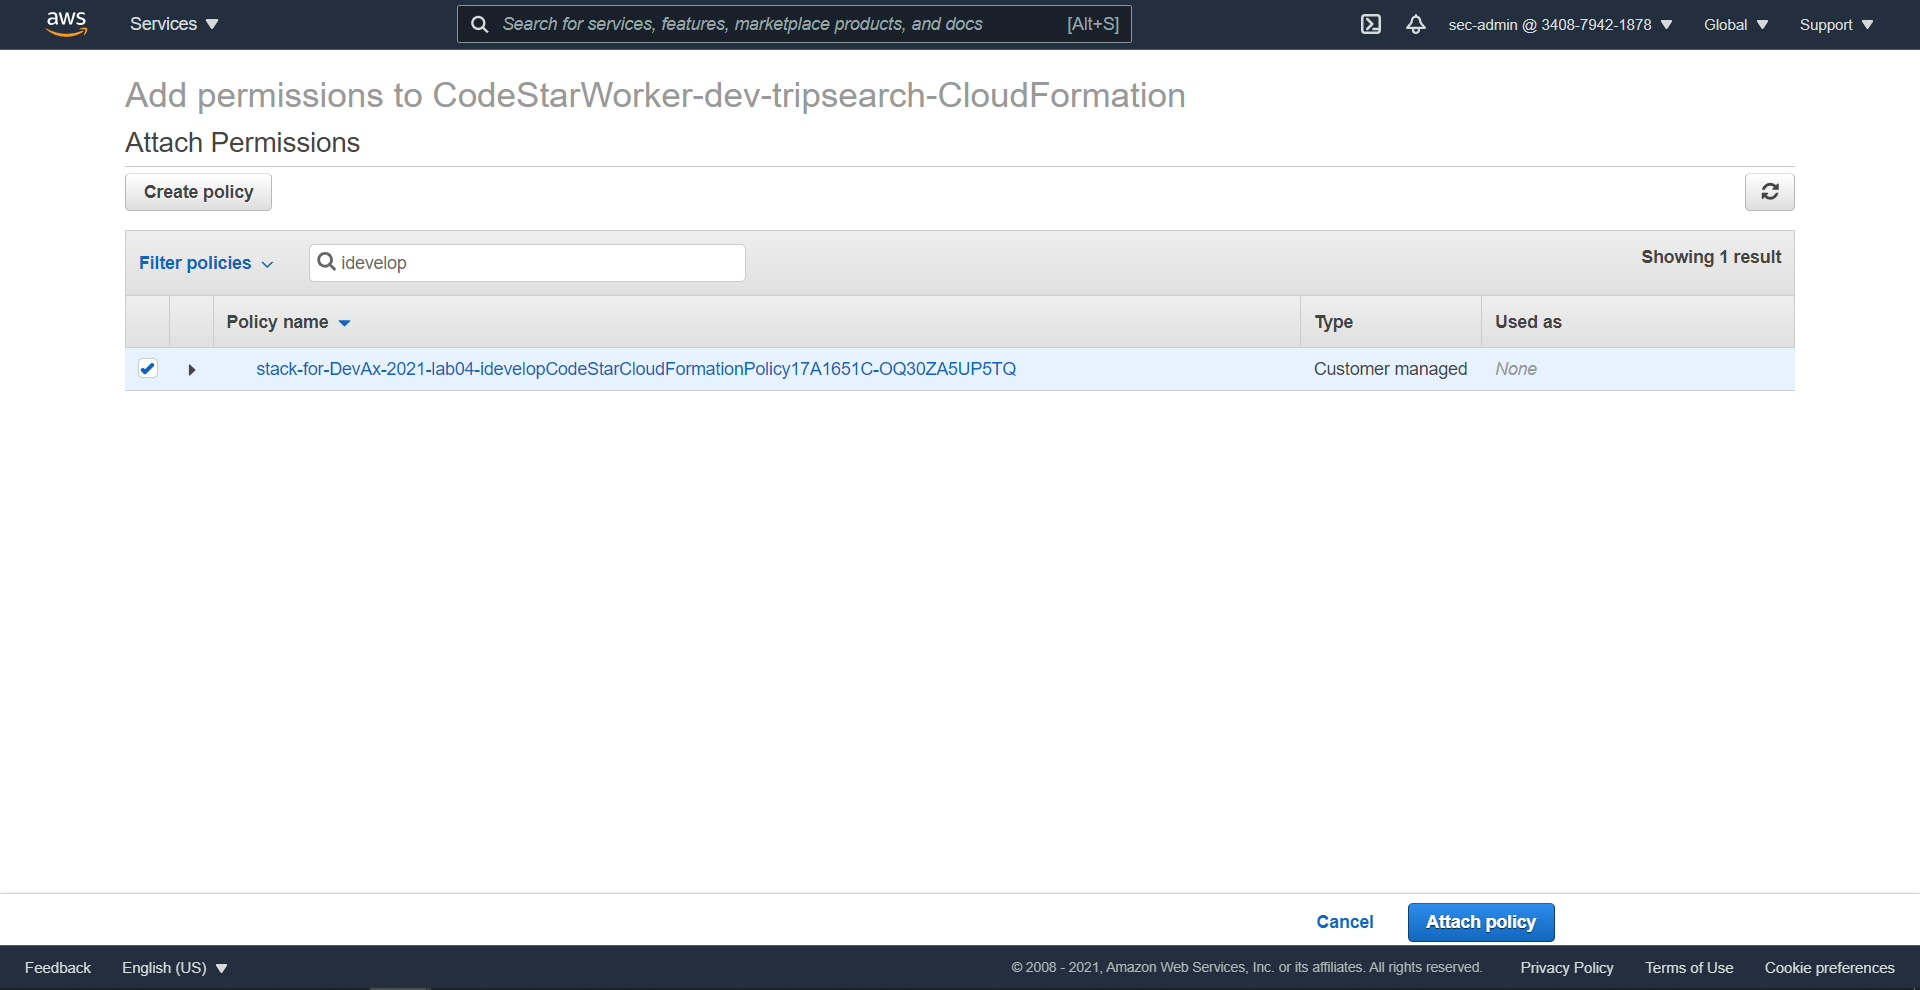 aws Services Search for services, features, marketplace products, and docs [Alt+S] sec-admin @ 3408-7942-1878 Global Support
Add permissions to CodeStarWorker-dev-tripsearch-CloudFormation
Attach Permissions
Create policy
Filter policies idevelop Showing 1 result
Policy name Type Used as
stack-for-DevAx-2021-lab04-idevelopCodeStarCloudFormationPolicy17A1651C-OQ30ZA5UP5TQ Customer managed None
Cancel Attach policy
Feedback English (US) © 2008 - 2021, Amazon Web Services, Inc. or its affiliates. All rights reserved. Privacy Policy Terms of Use Cookie preferences